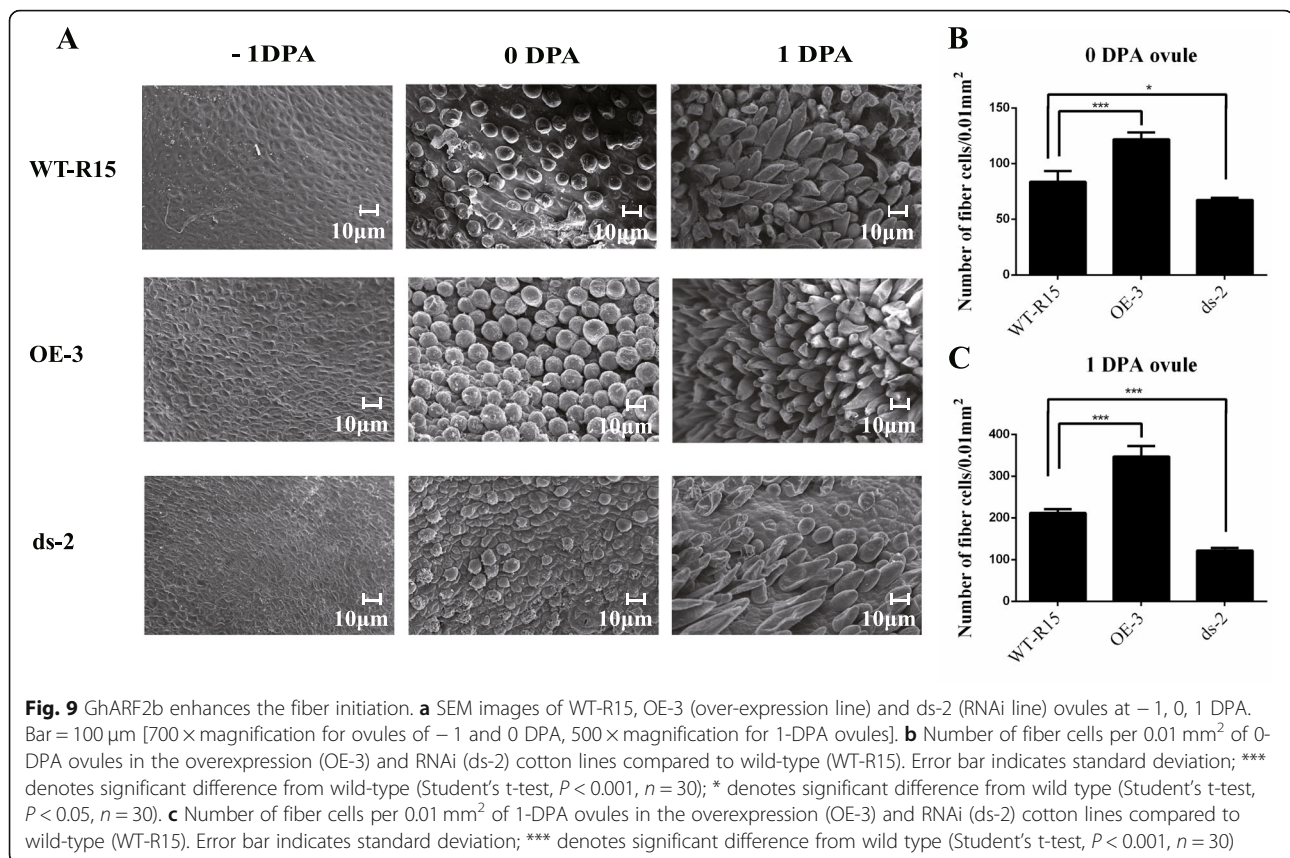 A
- 1DPA 0 DPA 1 DPA
WT-R15
10µm 10µm 10µm
OE-3
10µm 10µm 10µm
ds-2
10µm 10µm 10µm
B
0 DPA ovule
Number of fiber cells/0.01mm²
150
100
50
0
*
***
WT-R15 OE-3 ds-2
C
1 DPA ovule
Number of fiber cells/0.01mm²
400
300
200
100
0
***
***
WT-R15 OE-3 ds-2
Fig. 9 GhARF2b enhances the fiber initiation. a SEM images of WT-R15, OE-3 (over-expression line) and ds-2 (RNAi line) ovules at − 1, 0, 1 DPA.
Bar = 100 μm [700 × magnification for ovules of − 1 and 0 DPA, 500 × magnification for 1-DPA ovules]. b Number of fiber cells per 0.01 mm² of 0-
DPA ovules in the overexpression (OE-3) and RNAi (ds-2) cotton lines compared to wild-type (WT-R15). Error bar indicates standard deviation; ***
denotes significant difference from wild-type (Student's t-test, P < 0.001, n = 30); * denotes significant difference from wild type (Student's t-test,
P < 0.05, n = 30). c Number of fiber cells per 0.01 mm² of 1-DPA ovules in the overexpression (OE-3) and RNAi (ds-2) cotton lines compared to
wild-type (WT-R15). Error bar indicates standard deviation; *** denotes significant difference from wild type (Student's t-test, P < 0.001, n = 30)